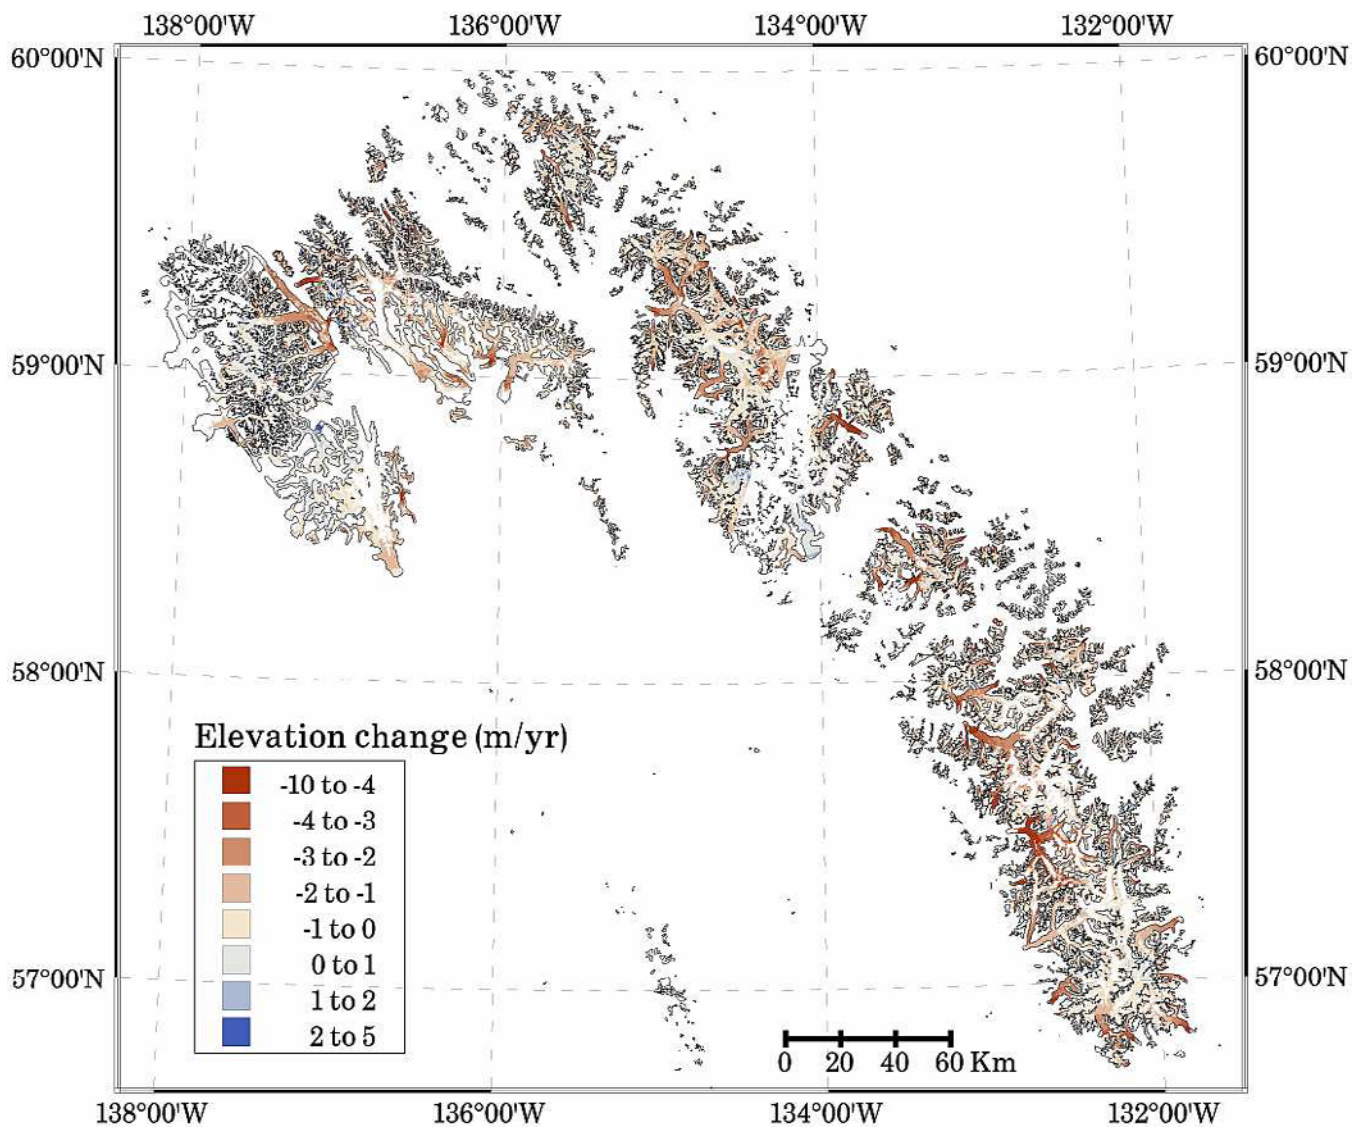 138°00'W 136°00'W 134°00'W 132°00'W
60°00'N 60°00'N
59°00'N 59°00'N
58°00'N 58°00'N
Elevation change (m/yr)
-10 to -4
-4 to -3
-3 to -2
-2 to -1
-1 to 0
0 to 1
1 to 2
2 to 5
57°00'N 57°00'N
0 20 40 60 Km
138°00'W 136°00'W 134°00'W 132°00'W